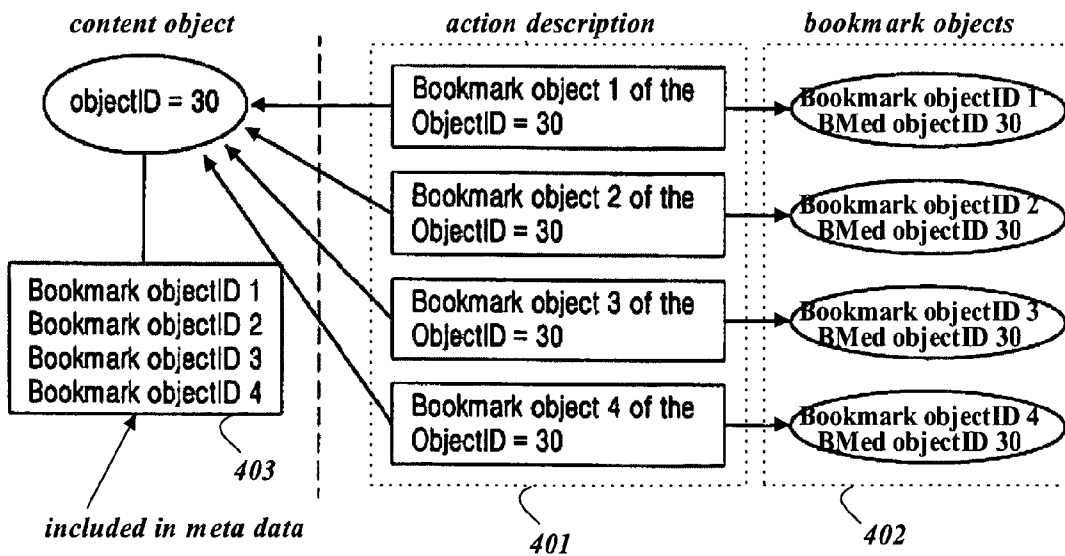 content object
action description
bookmark objects
objectID = 30
Bookmark object 1 of the
ObjectID = 30
Bookmark objectID 1
BMed objectID 30
Bookmark object 2 of the
ObjectID = 30
Bookmark objectID 2
BMed objectID 30
Bookmark objectID 1
Bookmark objectID 2
Bookmark objectID 3
Bookmark objectID 4
Bookmark object 3 of the
ObjectID = 30
Bookmark objectID 3
BMed objectID 30
Bookmark object 4 of the
ObjectID = 30
Bookmark objectID 4
BMed objectID 30
403
included in meta data
401
402